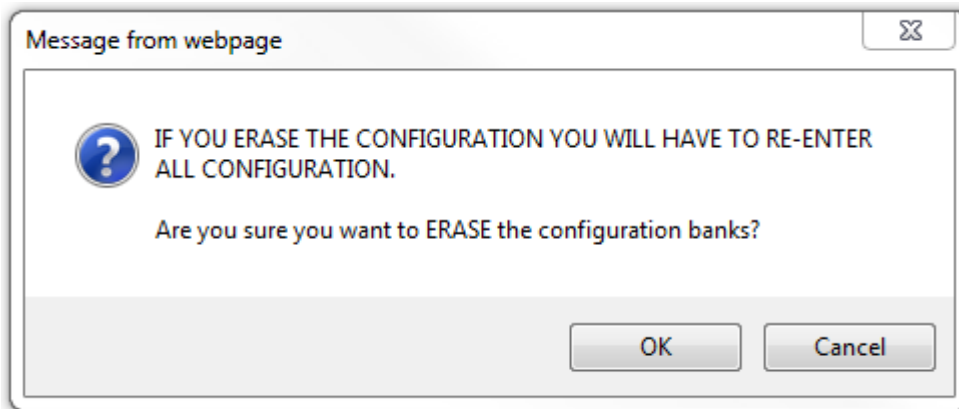 Message from webpage
IF YOU ERASE THE CONFIGURATION YOU WILL HAVE TO RE-ENTER
ALL CONFIGURATION.
Are you sure you want to ERASE the configuration banks?
OK
Cancel